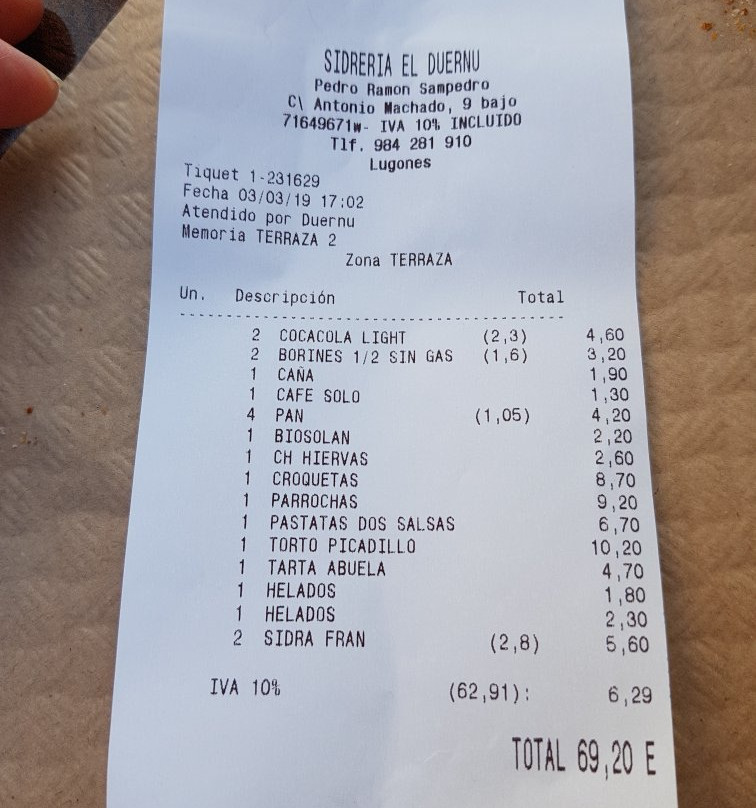 SIDRERIA EL DUERNU
Pedro Ramon Sampedro
C\ Antonio Machado, 9 bajo
71649671w- IVA 10% INCLUIDO
Tlf. 984 281 910
Lugones
Tiquet 1-231629
Fecha 03/03/19 17:02
Atendido por Duernu
Memoria TERRAZA 2
Zona TERRAZA
Un. Descripción Total
2 COCACOLA LIGHT (2,3) 4,60
2 BORINES 1/2 SIN GAS (1,6) 3,20
1 CAÑA 1,90
1 CAFE SOLO 1,30
4 PAN (1,05) 4,20
1 BIOSOLAN 2,20
1 CH HIERVAS 2,60
1 CROQUETAS 8,70
1 PARROCHAS 9,20
1 PASTATAS DOS SALSAS 6,70
1 TORTO PICADILLO 10,20
1 TARTA ABUELA 4,70
1 HELADOS 1,80
1 HELADOS 2,30
2 SIDRA FRAN (2,8) 5,60
IVA 10% (62,91): 6,29
TOTAL 69,20 E